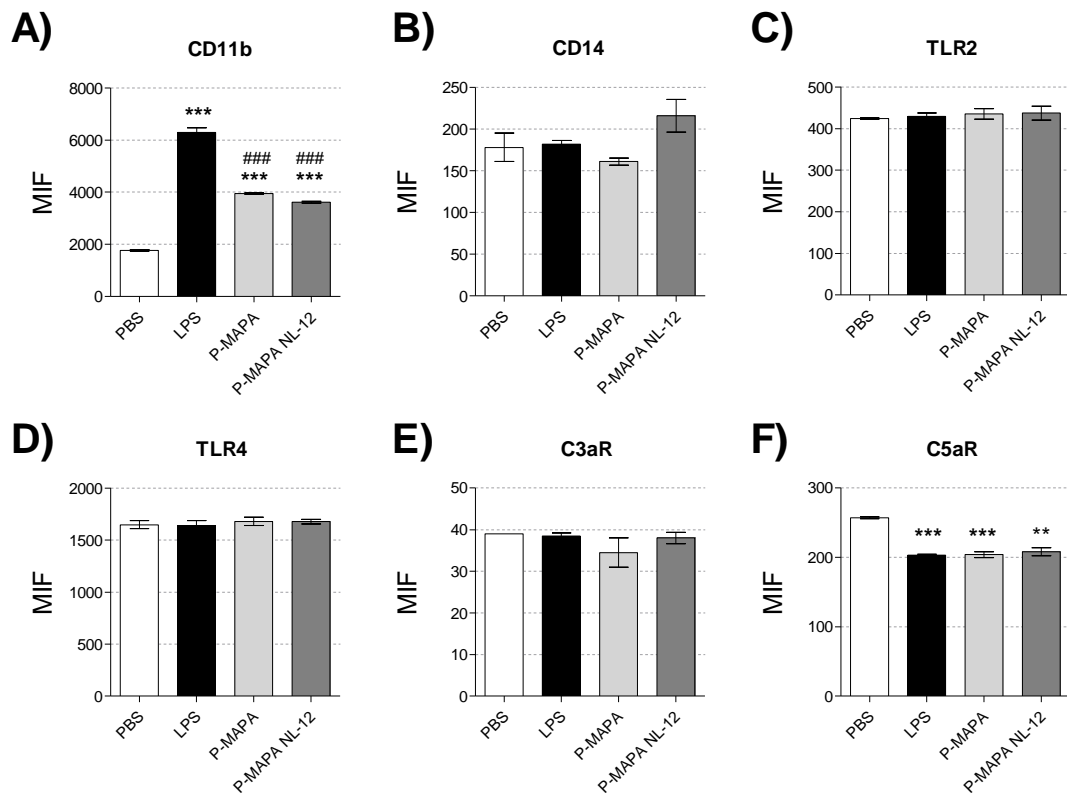 A)
CD11b
8000
6000
4000
2000
0
MIF
***
###
***
###
***
PBS
LPS
P-MAPA
P-MAPA NL-12
B)
CD14
250
200
150
100
50
0
MIF
PBS
LPS
P-MAPA
P-MAPA NL-12
C)
TLR2
500
400
300
200
100
0
MIF
PBS
LPS
P-MAPA
P-MAPA NL-12
D)
TLR4
2000
1500
1000
500
0
MIF
PBS
LPS
P-MAPA
P-MAPA NL-12
E)
C3aR
50
40
30
20
10
0
MIF
PBS
LPS
P-MAPA
P-MAPA NL-12
F)
C5aR
300
200
100
0
MIF
***
***
**
PBS
LPS
P-MAPA
P-MAPA NL-12